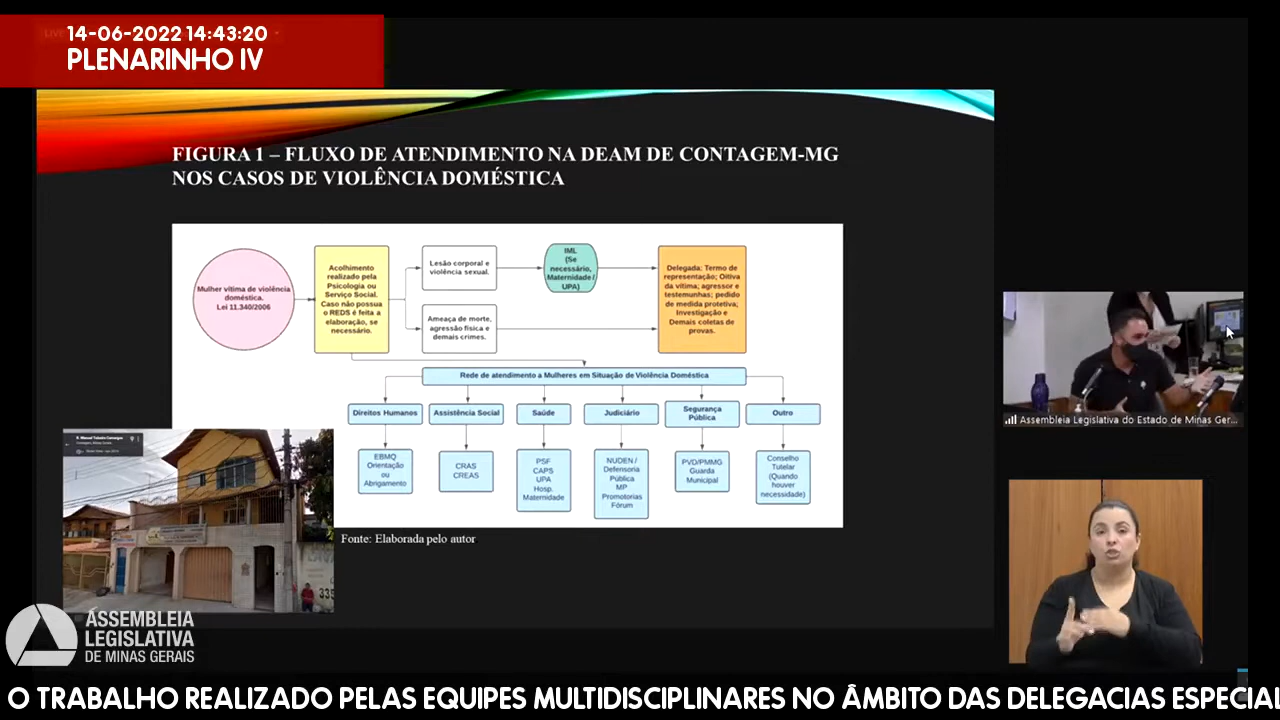 14-06-2022 14:43:20
PLENARINHO IV
FIGURA 1 – FLUXO DE ATENDIMENTO NA DEAM DE CONTAGEM-MG
NOS CASOS DE VIOLÊNCIA DOMÉSTICA
Mulher vítima de violência
doméstica.
Lei 11.340/2006
Acolhimento
realizado pela
Psicologia ou
Serviço Social.
Caso não possua
o REDS é feita a
elaboração, se
necessário.
Lesão corporal e
violência sexual.
Ameaça de morte,
agressão física e
demais crimes.
IML
(Se
necessário,
Maternidade /
UPA)
Delegada: Termo de
representação; Oitiva
da vítima; agressor e
testemunhas; pedido
de medida protetiva;
Investigação e
Demais coletas de
provas.
Rede de atendimento a Mulheres em Situação de Violência Doméstica
Direitos Humanos
Assistência Social
Saúde
Judiciário
Segurança
Pública
Outro
EBMQ
Orientação
ou
Abrigamento
CRAS
CREAS
PSF
CAPS
UPA
Hosp.
Maternidade
NUDEN /
Defensoria
Pública
MP
Promotorias
Fórum
PVD/PMMG
Guarda
Municipal
Conselho
Tutelar
(Quando
houver
necessidade)
Fonte: Elaborada pelo autor
Assembleia Legislativa do Estado de Minas Ger...
ASSEMBLEIA
LEGISLATIVA
DE MINAS GERAIS
O TRABALHO REALIZADO PELAS EQUIPES MULTIDISCIPLINARES NO ÂMBITO DAS DELEGACIAS ESPECIAL